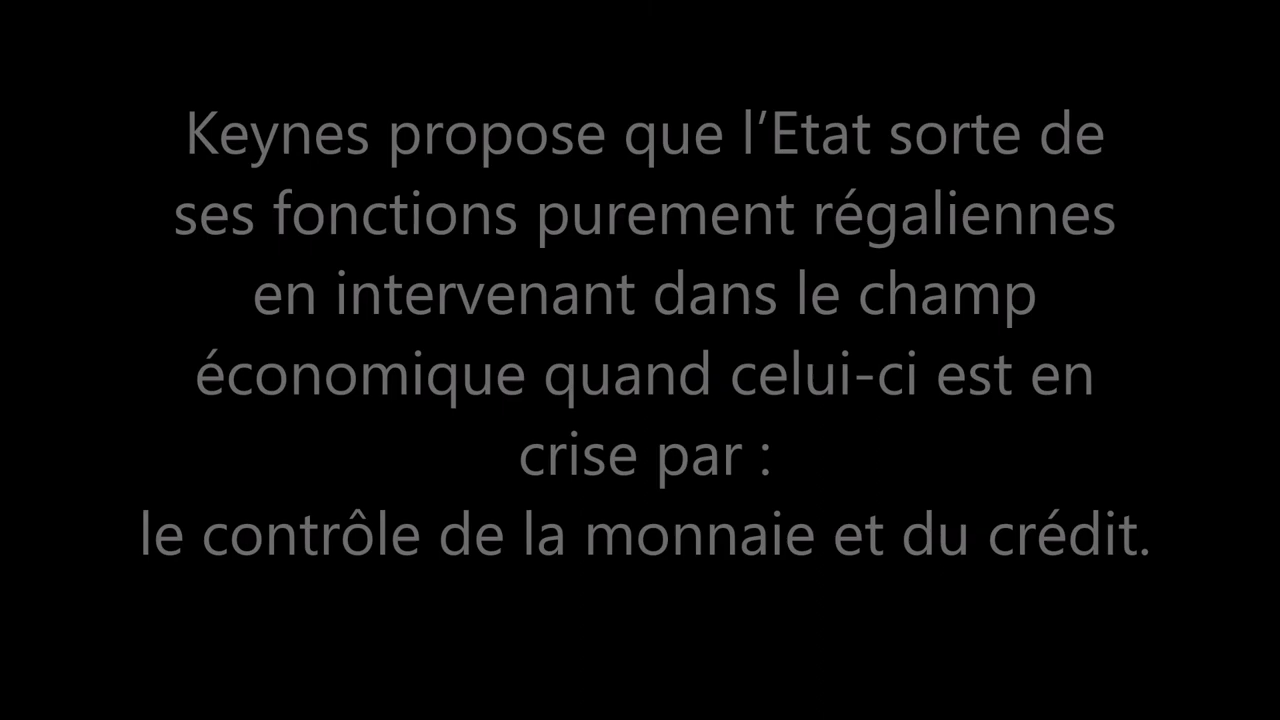 Keynes propose que l’Etat sorte de
ses fonctions purement régaliennes
en intervenant dans le champ
économique quand celui-ci est en
crise par :
le contrôle de la monnaie et du crédit.